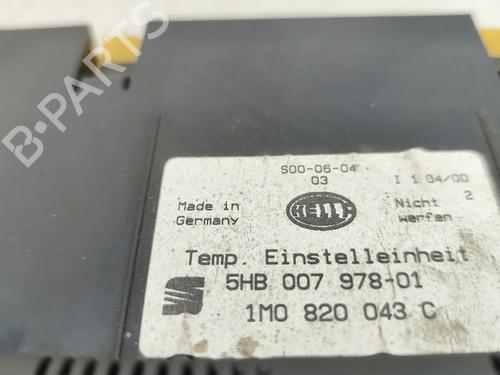 B-PARTS
S00-06-04
03
I 1 04/00
Made in
Germany
HELLA
Nicht 2
werfen
Temp. Einstelleinheit
5HB 007 978-01
1M0 820 043 C